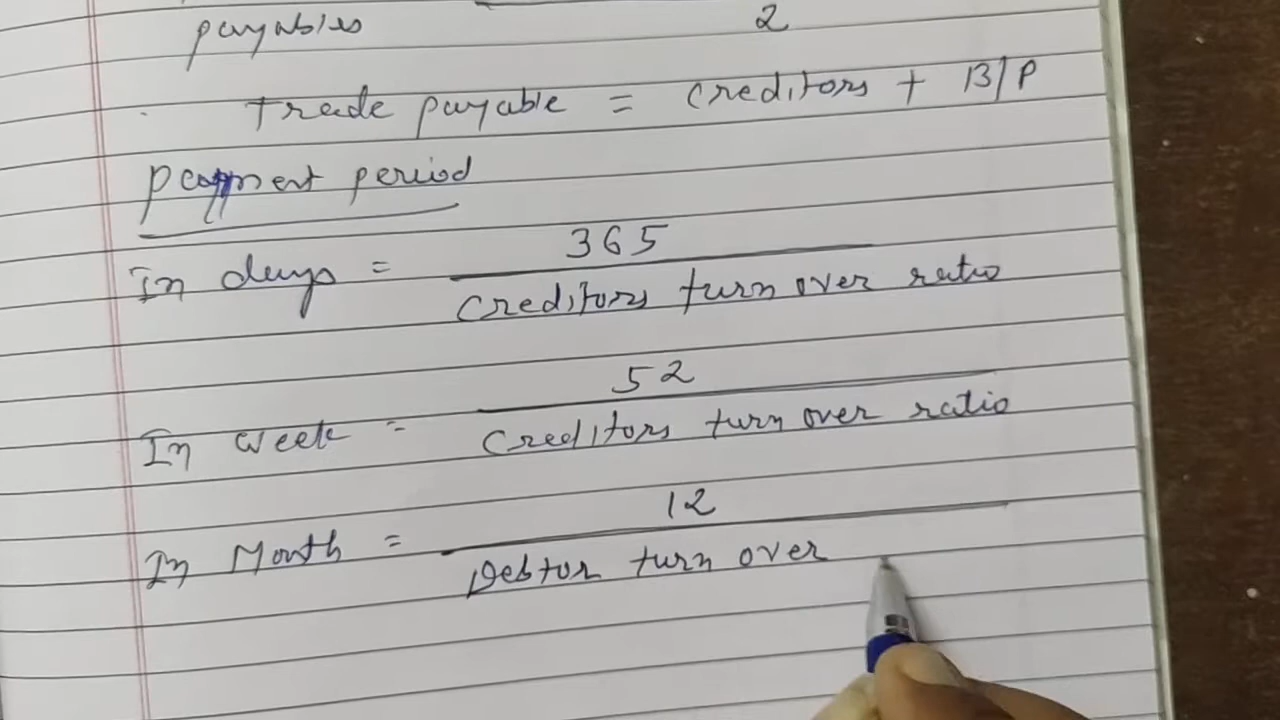 payables 2
Trade payable = creditors + B/P
Payment period
In days = 365
creditors turn over ratio
In week = 52
creditors turn over ratio
In Month = 12
Debtor turn over